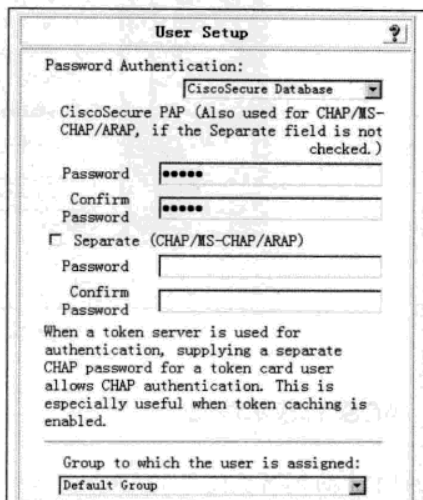 User Setup
?
Password Authentication:
CiscoSecure Database
CiscoSecure PAP (Also used for CHAP/MS-
CHAP/ARAP, if the Separate field is not
checked.)
Password •••••
Confirm
Password •••••
Separate (CHAP/MS-CHAP/ARAP)
Password
Confirm
Password
When a token server is used for
authentication, supplying a separate
CHAP password for a token card user
allows CHAP authentication. This is
especially useful when token caching is
enabled.
Group to which the user is assigned:
Default Group